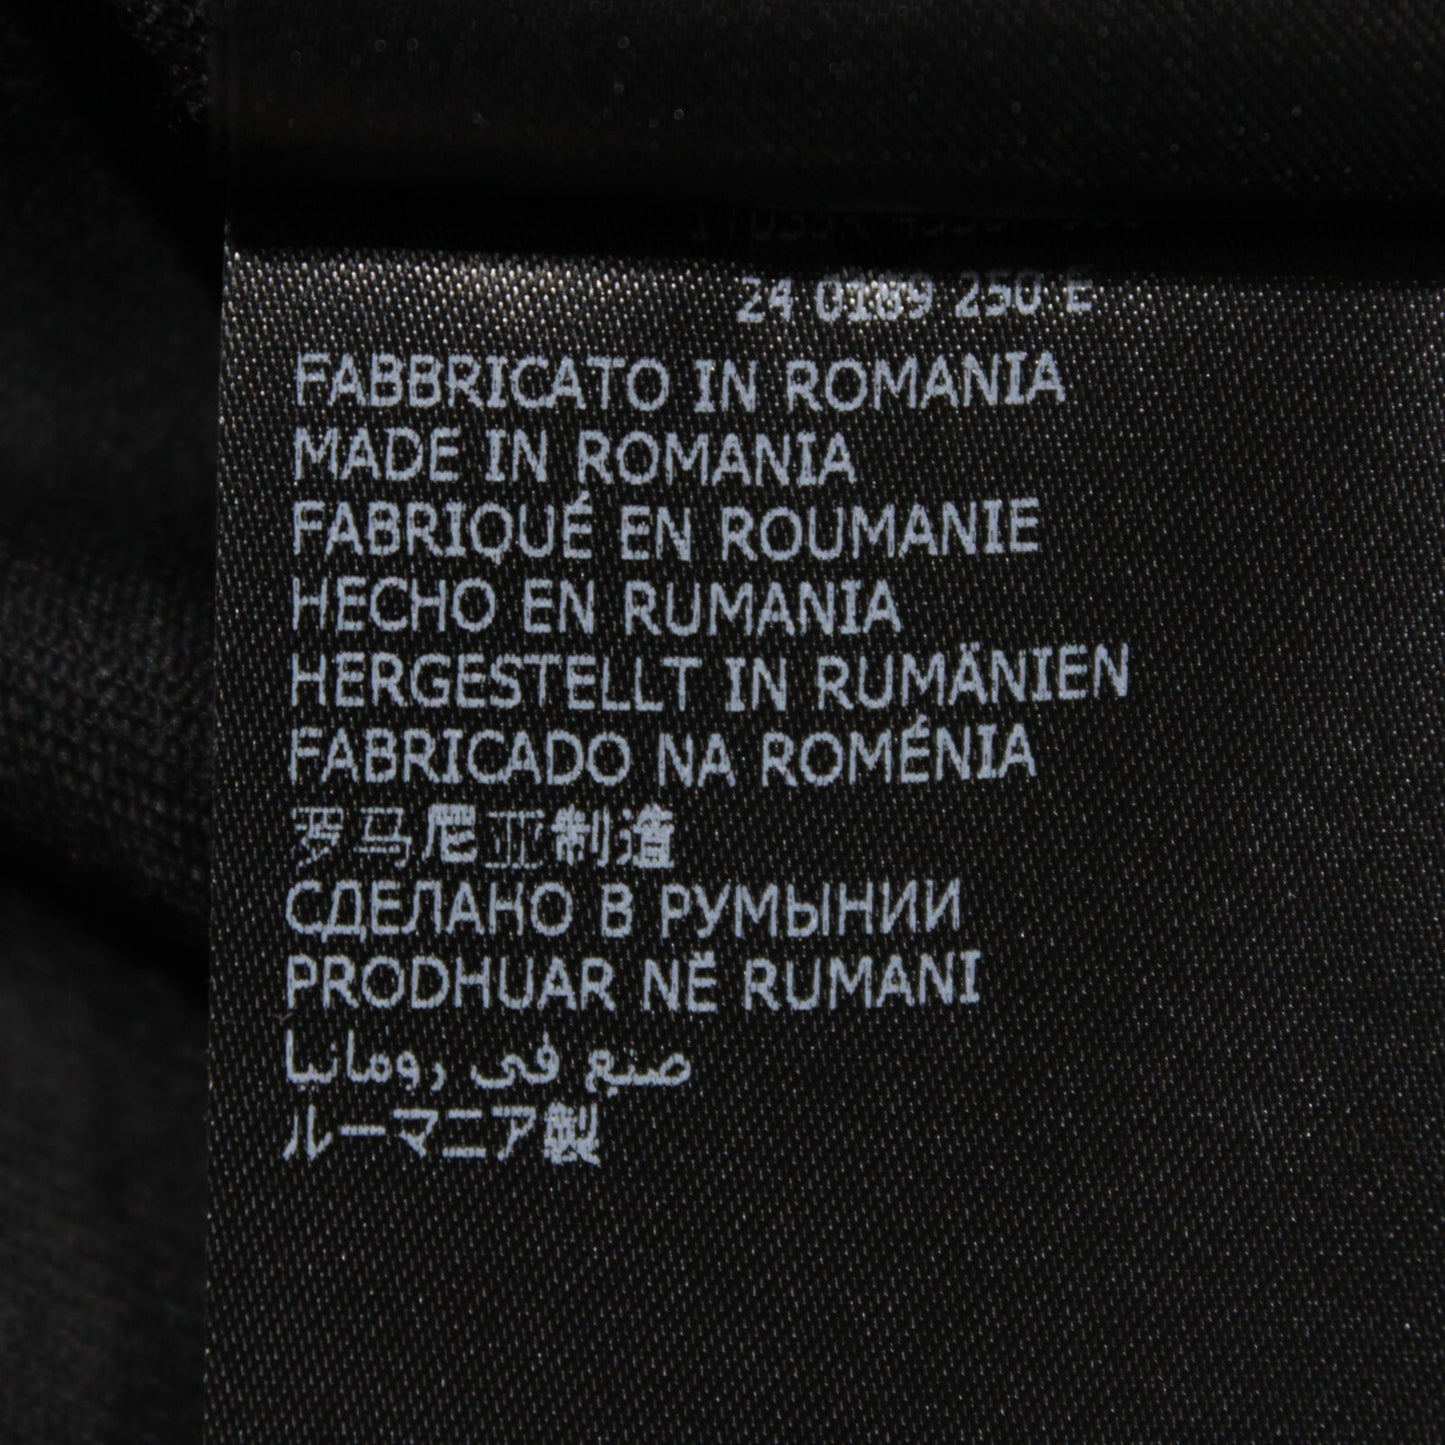 24 0189 250 E
FABBRICATO IN ROMANIA
MADE IN ROMANIA
FABRIQUÉ EN ROUMANIE
HECHO EN RUMANIA
HERGESTELLT IN RUMÄNIEN
FABRICADO NA ROMÉNIA
罗马尼亚制造
СДЕЛАНО В РУМЫНИИ
PRODHUAR NË RUMANI
صنع في رومانيا
ルーマニア製